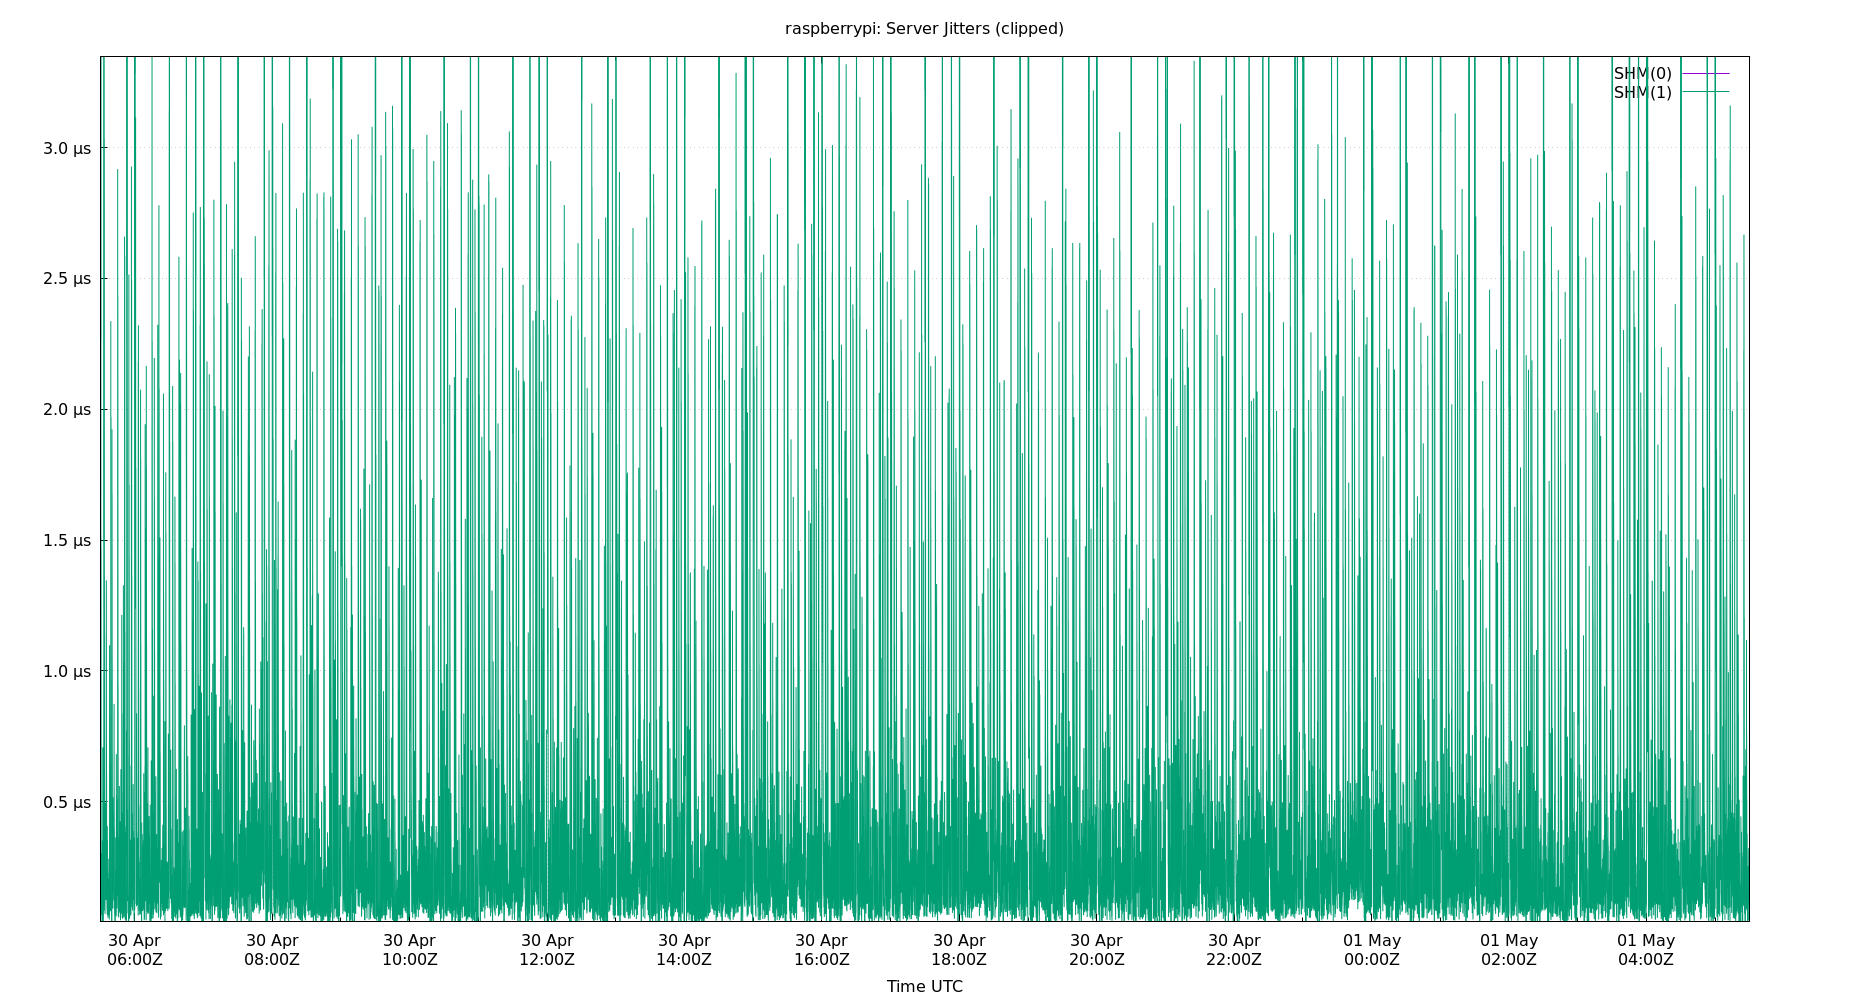 raspberrypi: Server Jitters (clipped)
SHM(0)
SHM(1)
3.0 µs
2.5 µs
2.0 µs
1.5 µs
1.0 µs
0.5 µs
30 Apr 30 Apr 30 Apr 30 Apr 30 Apr 30 Apr 30 Apr 30 Apr 30 Apr 01 May 01 May 01 May
06:00Z 08:00Z 10:00Z 12:00Z 14:00Z 16:00Z 18:00Z 20:00Z 22:00Z 00:00Z 02:00Z 04:00Z
Time UTC